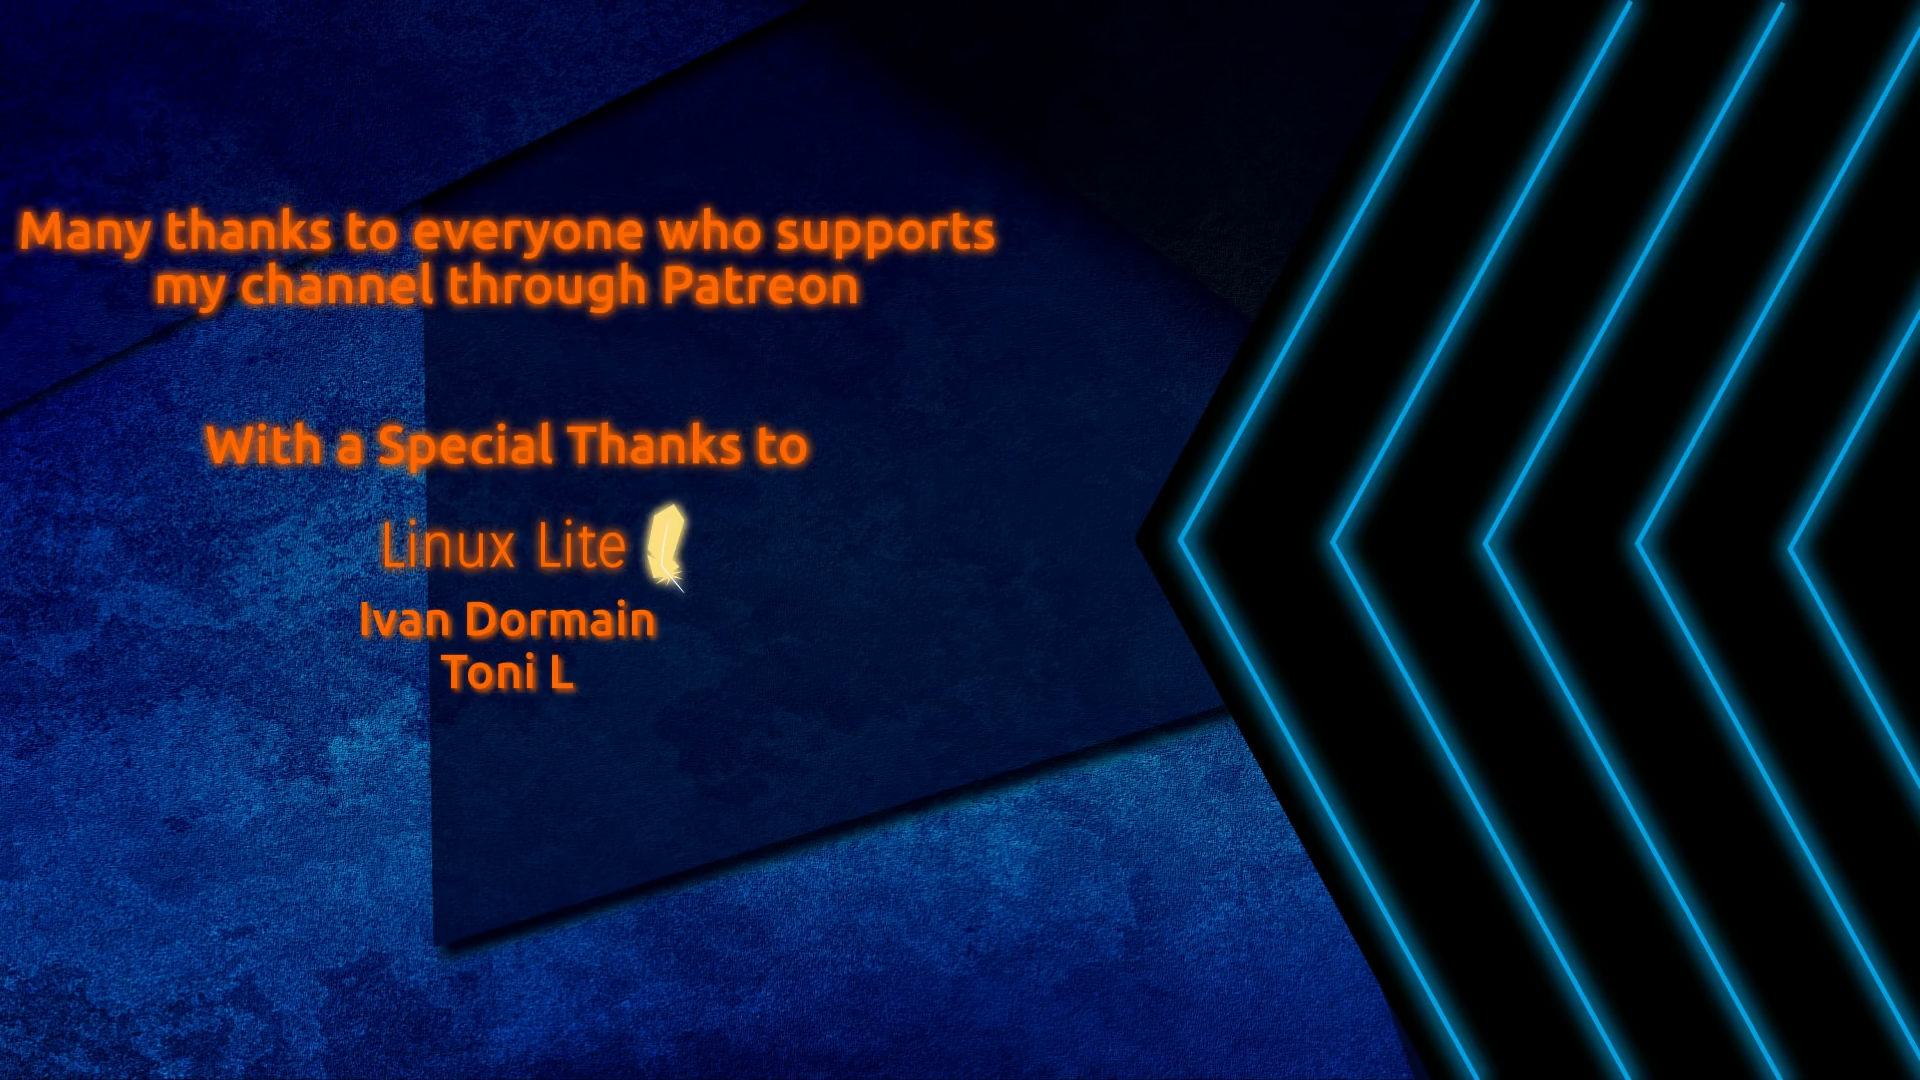 Many thanks to everyone who supports
my channel through Patreon
With a Special Thanks to
Linux Lite
Ivan Dormain
Toni L